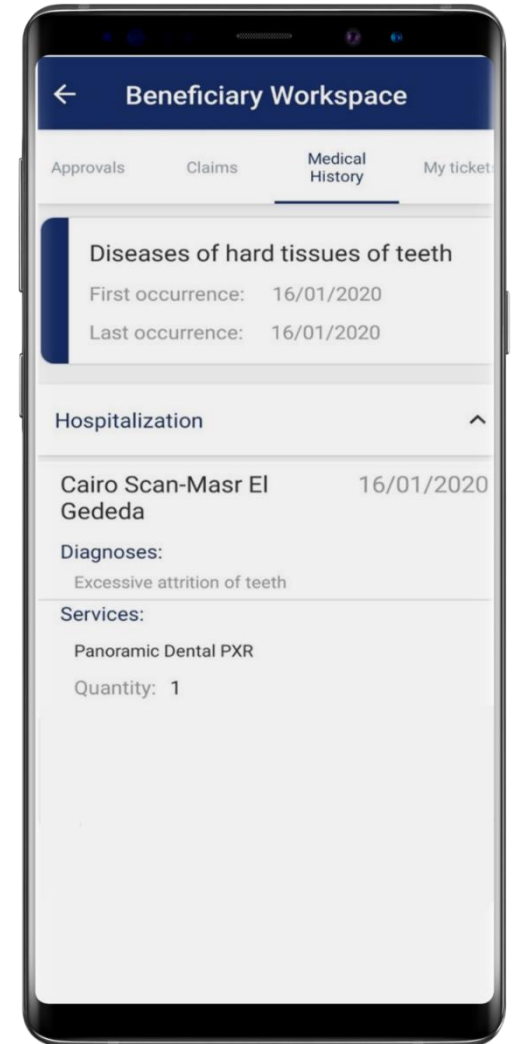 Beneficiary Workspace
Approvals Claims Medical History My ticket
Diseases of hard tissues of teeth
First occurrence: 16/01/2020
Last occurrence: 16/01/2020
Hospitalization
Cairo Scan-Masr El 16/01/2020
Gededa
Diagnoses:
Excessive attrition of teeth
Services:
Panoramic Dental PXR
Quantity: 1